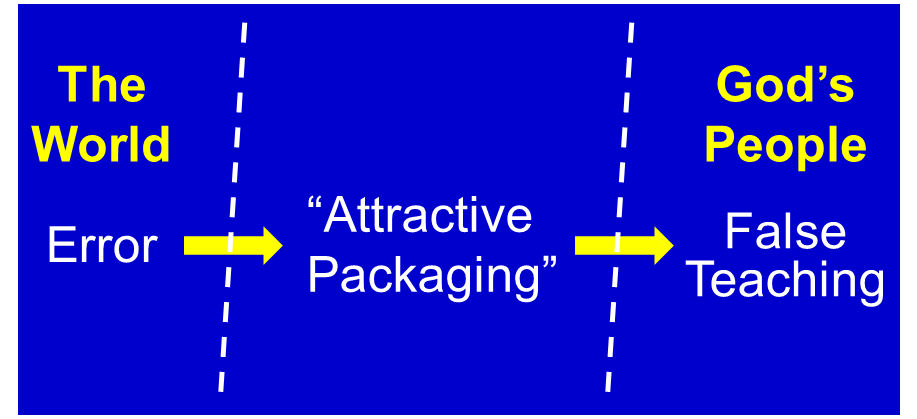 The
World
Error
“Attractive
Packaging”
God’s
People
False
Teaching